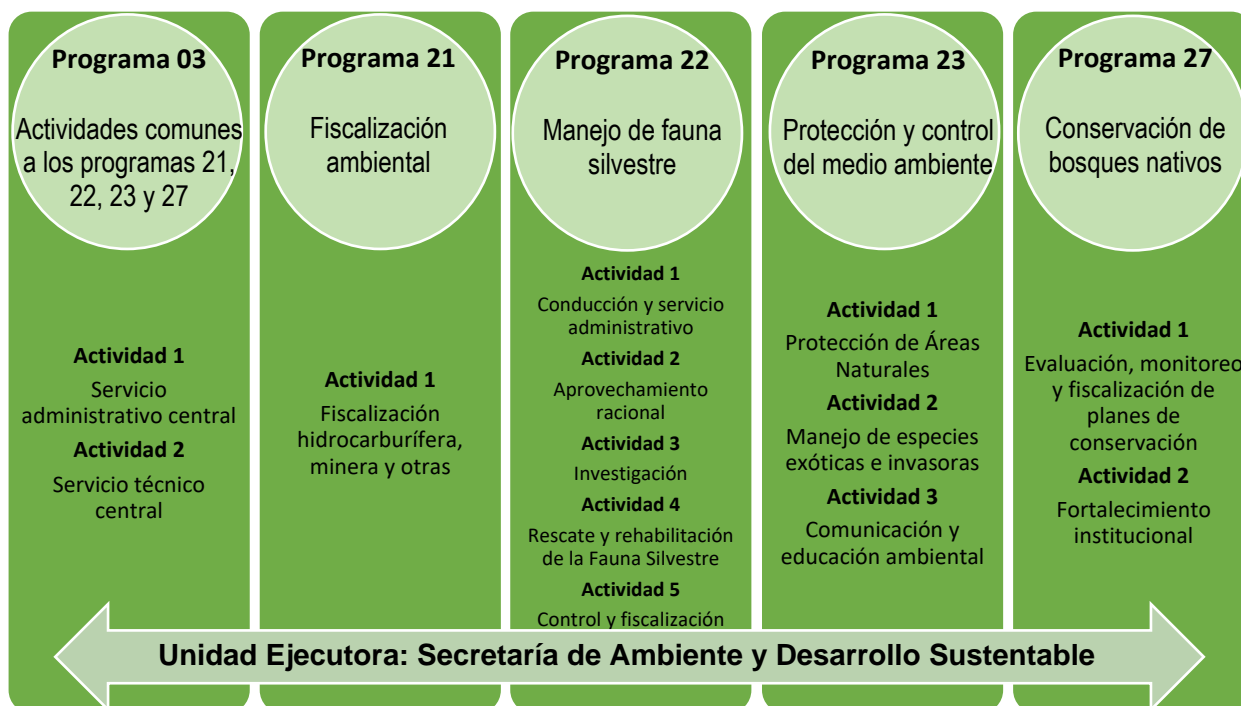 Programa 03
Actividades comunes
a los programas 21,
22, 23 y 27
Actividad 1
Servicio
administrativo central
Actividad 2
Servicio técnico
central
Programa 21
Fiscalización
ambiental
Actividad 1
Fiscalización
hidrocarburífera,
minera y otras
Programa 22
Manejo de fauna
silvestre
Actividad 1
Conducción y servicio
administrativo
Actividad 2
Aprovechamiento
racional
Actividad 3
Investigación
Actividad 4
Rescate y rehabilitación
de la Fauna Silvestre
Actividad 5
Control y fiscalización
Programa 23
Protección y control
del medio ambiente
Actividad 1
Protección de Áreas
Naturales
Actividad 2
Manejo de especies
exóticas e invasoras
Actividad 3
Comunicación y
educación ambiental
Programa 27
Conservación de
bosques nativos
Actividad 1
Evaluación, monitoreo
y fiscalización de
planes de
conservación
Actividad 2
Fortalecimiento
institucional
Unidad Ejecutora: Secretaría de Ambiente y Desarrollo Sustentable